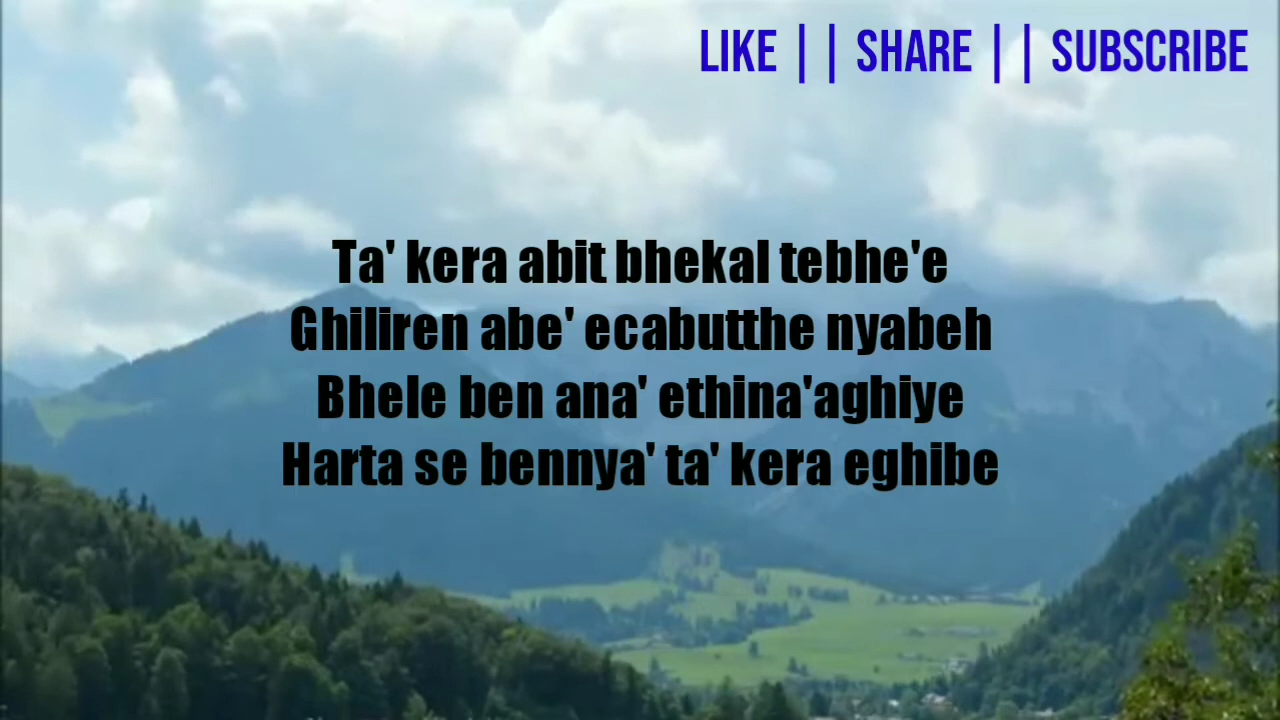 LIKE || SHARE || SUBSCRIBE
Ta' kera abit bhekal tebhe'e
Ghiliren abe' ecabutthe nyabeh
Bhele ben ana' ethina'aghiye
Harta se bennya' ta' kera eghibe